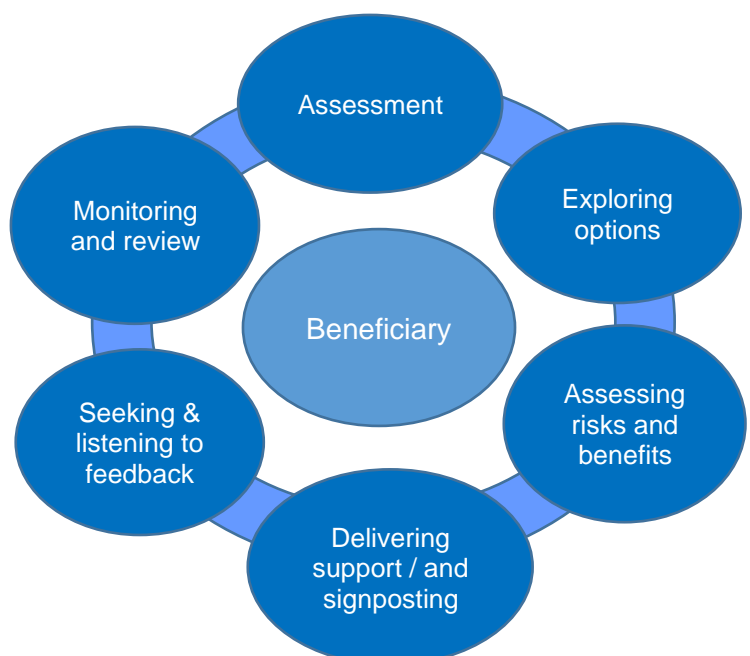 Assessment
Exploring
options
Assessing
risks and
benefits
Delivering
support / and
signposting
Seeking &
listening to
feedback
Monitoring
and review
Beneficiary